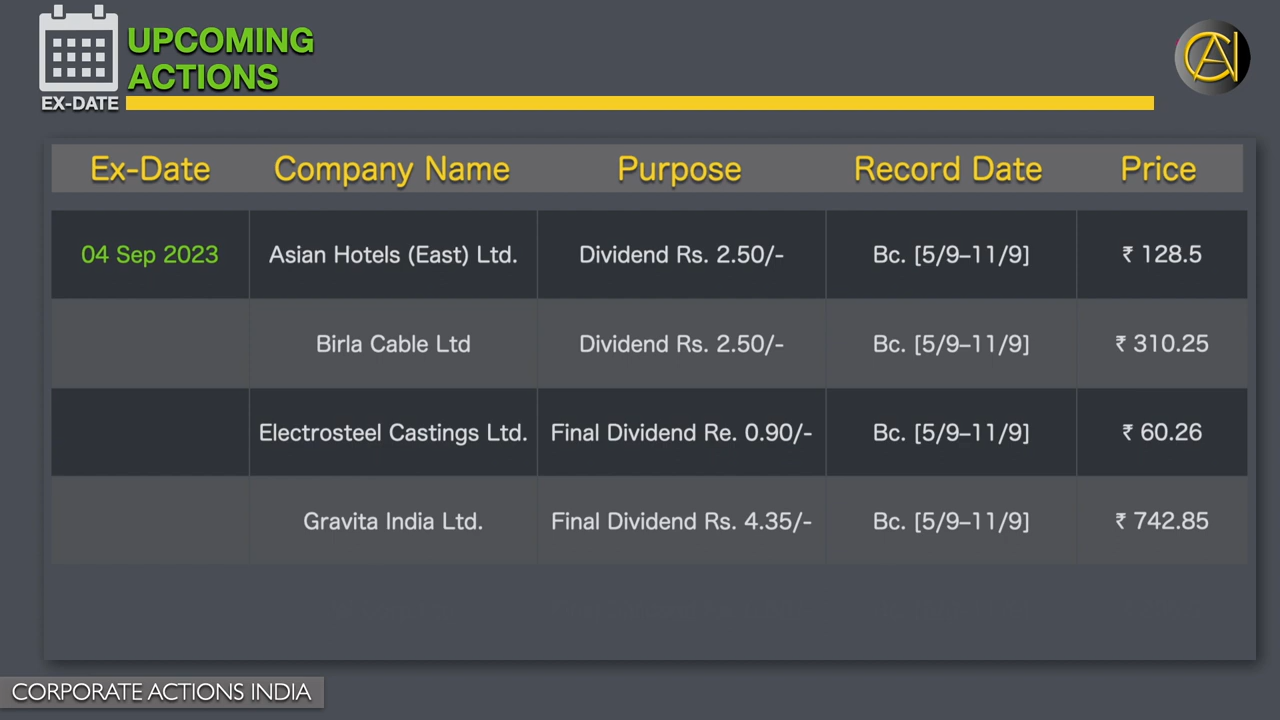 UPCOMING
ACTIONS
EX-DATE
CAI
Ex-Date Company Name Purpose Record Date Price
04 Sep 2023 Asian Hotels (East) Ltd. Dividend Rs. 2.50/- Bc. [5/9–11/9] ₹ 128.5
Birla Cable Ltd Dividend Rs. 2.50/- Bc. [5/9–11/9] ₹ 310.25
Electrosteel Castings Ltd. Final Dividend Re. 0.90/- Bc. [5/9–11/9] ₹ 60.26
Gravita India Ltd. Final Dividend Rs. 4.35/- Bc. [5/9–11/9] ₹ 742.85
CORPORATE ACTIONS INDIA